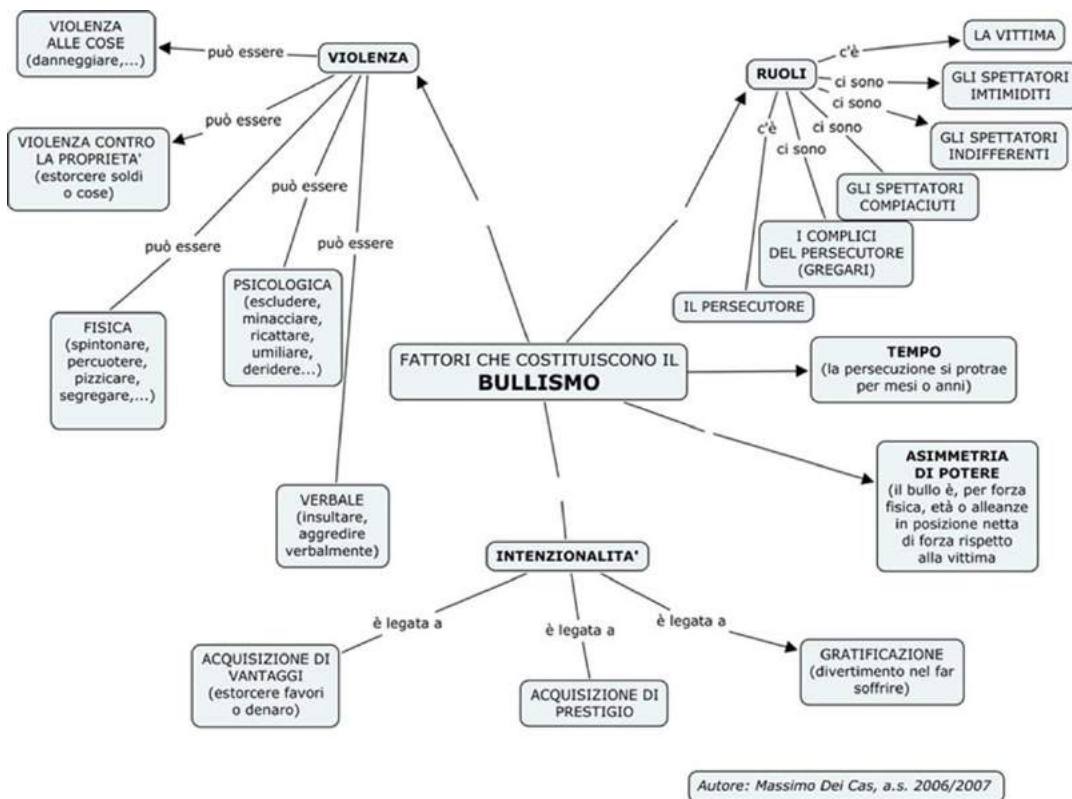 VIOLENZA
ALLE COSE
(danneggiare,...)
può essere
VIOLENZA
può essere
VIOLENZA CONTRO
LA PROPRIETA'
(estorcere soldi
o cose)
può essere
FISICA
(spintonare,
percuotere,
pizzicare,
segregare,...)
può essere
PSICOLOGICA
(escludere,
minacciare,
ricattare,
umiliare,
deridere...)
può essere
VERBALE
(insultare,
aggredire
verbalmente)
RUOLI
c'è
LA VITTIMA
ci sono
GLI SPETTATORI
IMTIMIDITI
ci sono
GLI SPETTATORI
INDIFFERENTI
ci sono
GLI SPETTATORI
COMPIACIUTI
ci sono
I COMPLICI
DEL PERSECUTORE
(GREGARI)
c'è
IL PERSECUTORE
FATTORI CHE COSTITUISCONO IL
BULLISMO
TEMPO
(la persecuzione si protrae
per mesi o anni)
ASIMMETRIA
DI POTERE
(il bullo è, per forza
fisica, età o alleanze
in posizione netta
di forza rispetto
alla vittima
INTENZIONALITA'
è legata a
ACQUISIZIONE DI
VANTAGGI
(estorcere favori
o denaro)
è legata a
ACQUISIZIONE DI
PRESTIGIO
è legata a
GRATIFICAZIONE
(divertimento nel far
soffrire)
Autore: Massimo Dei Cas, a.s. 2006/2007